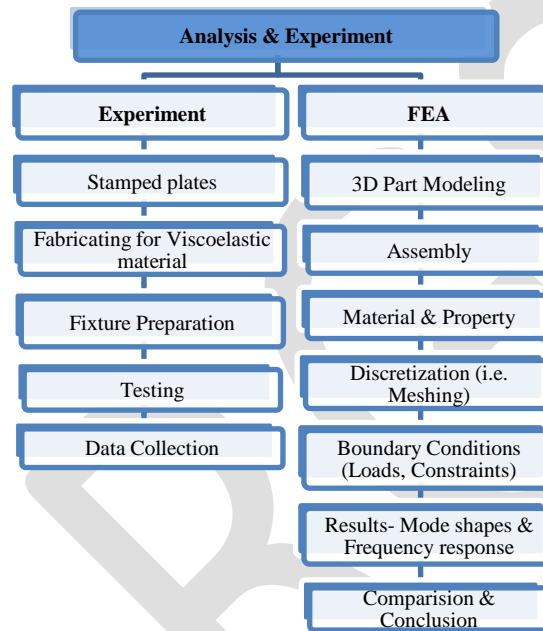 Analysis & Experiment
Experiment
Stamped plates
Fabricating for Viscoelastic
material
Fixture Preparation
Testing
Data Collection
FEA
3D Part Modeling
Assembly
Material & Property
Discretization (i.e.
Meshing)
Boundary Conditions
(Loads, Constraints)
Results- Mode shapes &
Frequency response
Comparision &
Conclusion